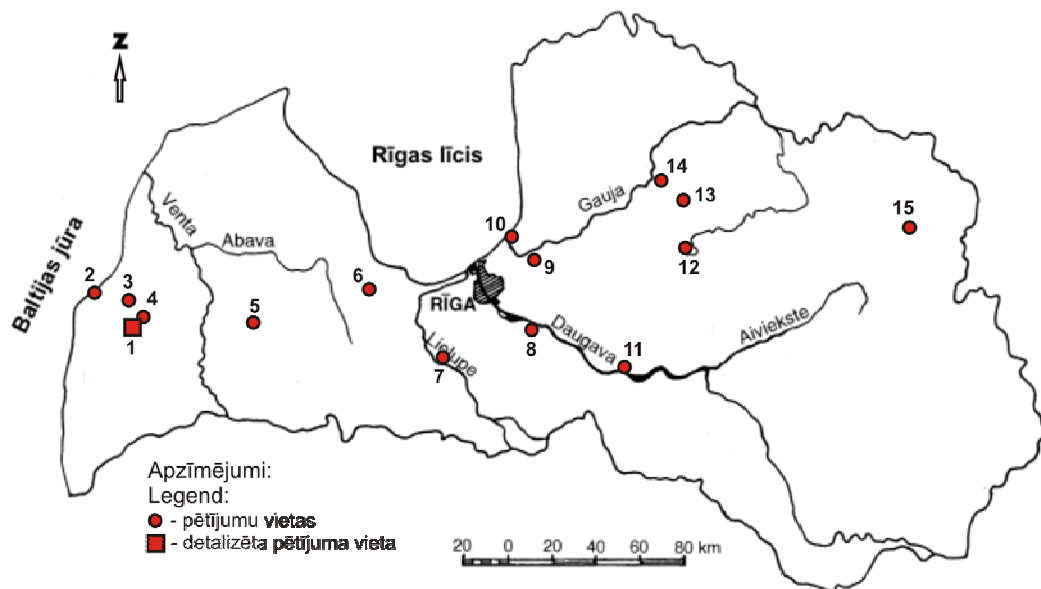 Z
Rīgas līcis
14
13
Gauja
15
Venta
10
Baltijas jūra
Abava
12
9
2
3
6
4
RĪGA
5
1
Daugava
Aiviekste
8
Lielupe
11
7
Apzīmējumi:
Legend:
- pētījumu vietas
- detalizēta pētījuma vieta
20 0 20 40 60 80 km